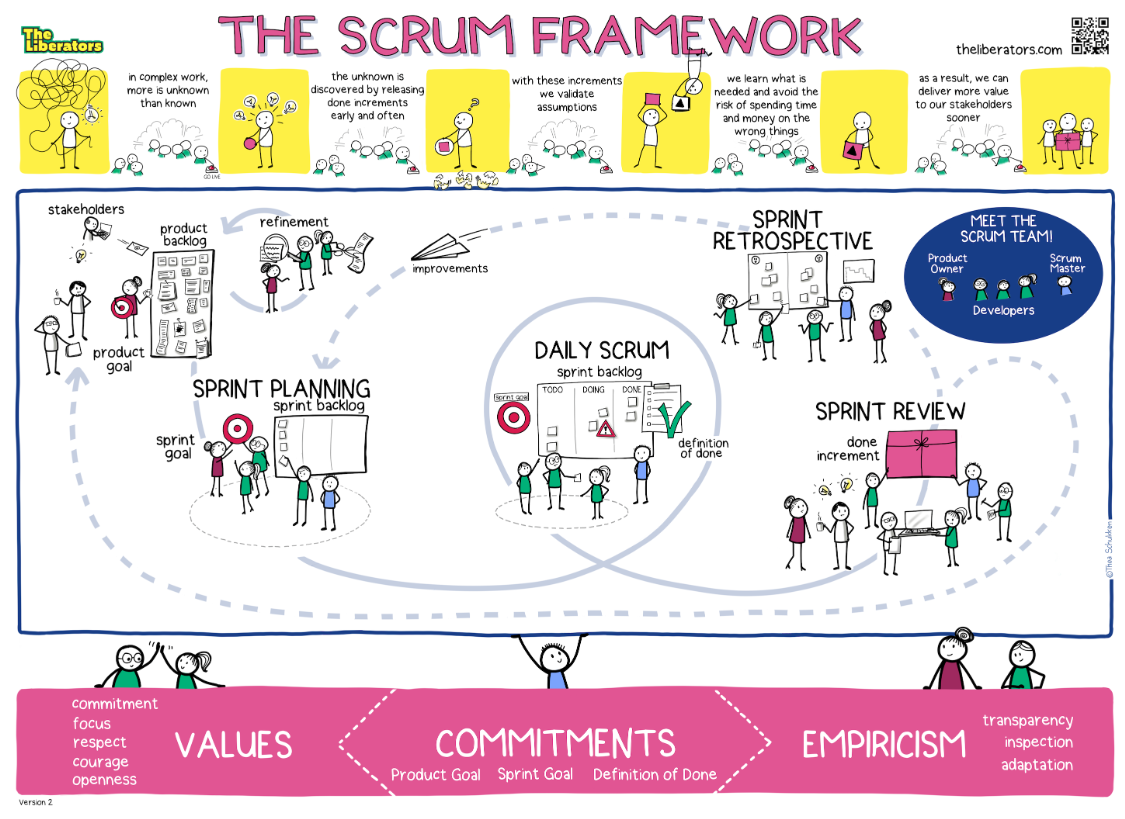 The
Liberators
THE SCRUM FRAMEWORK
theliberators.com
in complex work,
more is unknown
than known
GO LIVE
the unknown is
discovered by releasing
done increments
early and often
?
with these increments
we validate
assumptions
we learn what is
needed and avoid the
risk of spending time
and money on the
wrong things
as a result, we can
deliver more value
to our stakeholders
sooner
stakeholders
product
backlog
product
goal
refinement
improvements
SPRINT
RETROSPECTIVE
MEET THE
SCRUM TEAM!
Product
Owner
Scrum
Master
Developers
SPRINT PLANNING
sprint backlog
sprint
goal
DAILY SCRUM
sprint backlog
Sprint Goal
TODO
DOING
DONE
definition
of done
SPRINT REVIEW
done
increment
©Thea Schukken
commitment
focus
respect
courage
openness
VALUES
COMMITMENTS
Product Goal Sprint Goal Definition of Done
EMPIRICISM
transparency
inspection
adaptation
Version 2